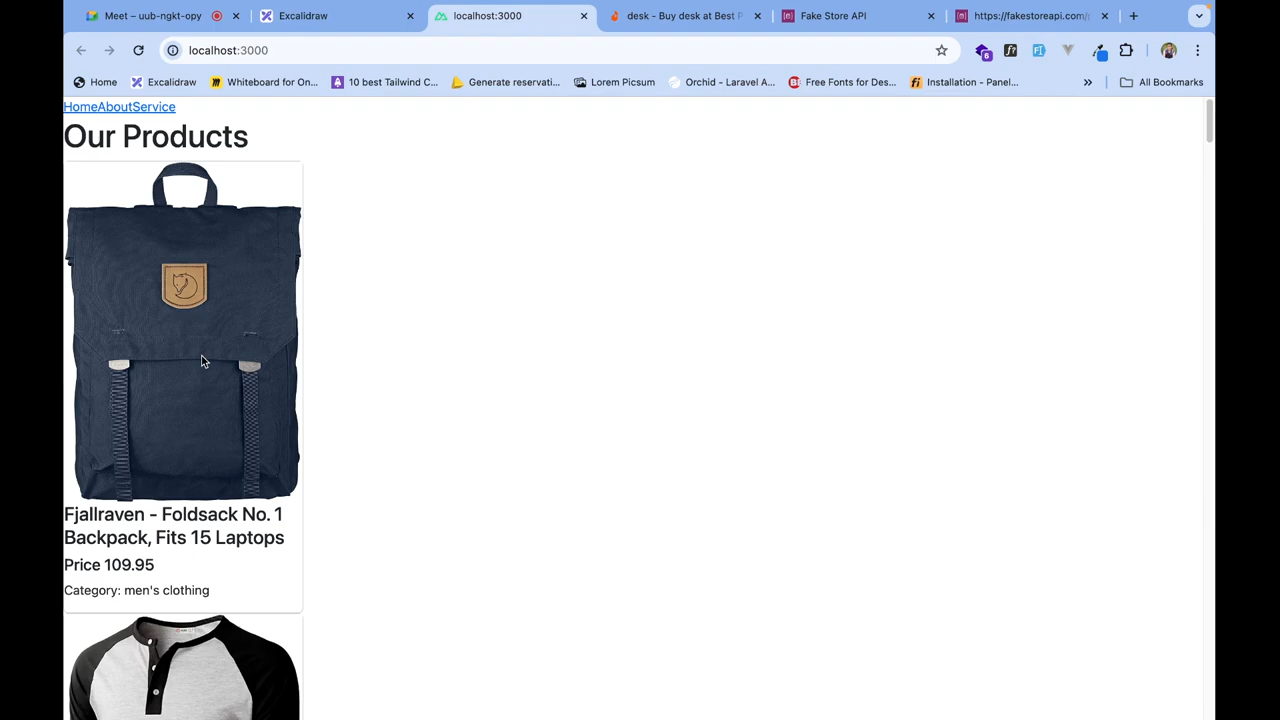 Meet – uub-ngkt-opy
Excalidraw
localhost:3000
desk - Buy desk at Best P
Fake Store API
https://fakestoreapi.com/
localhost:3000
Home
Excalidraw
Whiteboard for On...
10 best Tailwind C...
Generate reservati...
Lorem Picsum
Orchid - Laravel A...
Free Fonts for Des...
Installation - Panel...
»
All Bookmarks
HomeAboutService
Our Products
Fjallraven - Foldsack No. 1
Backpack, Fits 15 Laptops
Price 109.95
Category: men's clothing